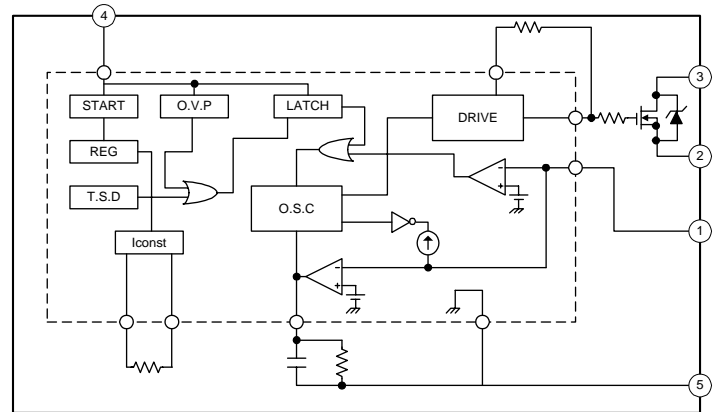 4
3
START
O.V.P
LATCH
DRIVE
REG
2
T.S.D
O.S.C
1
Iconst
5